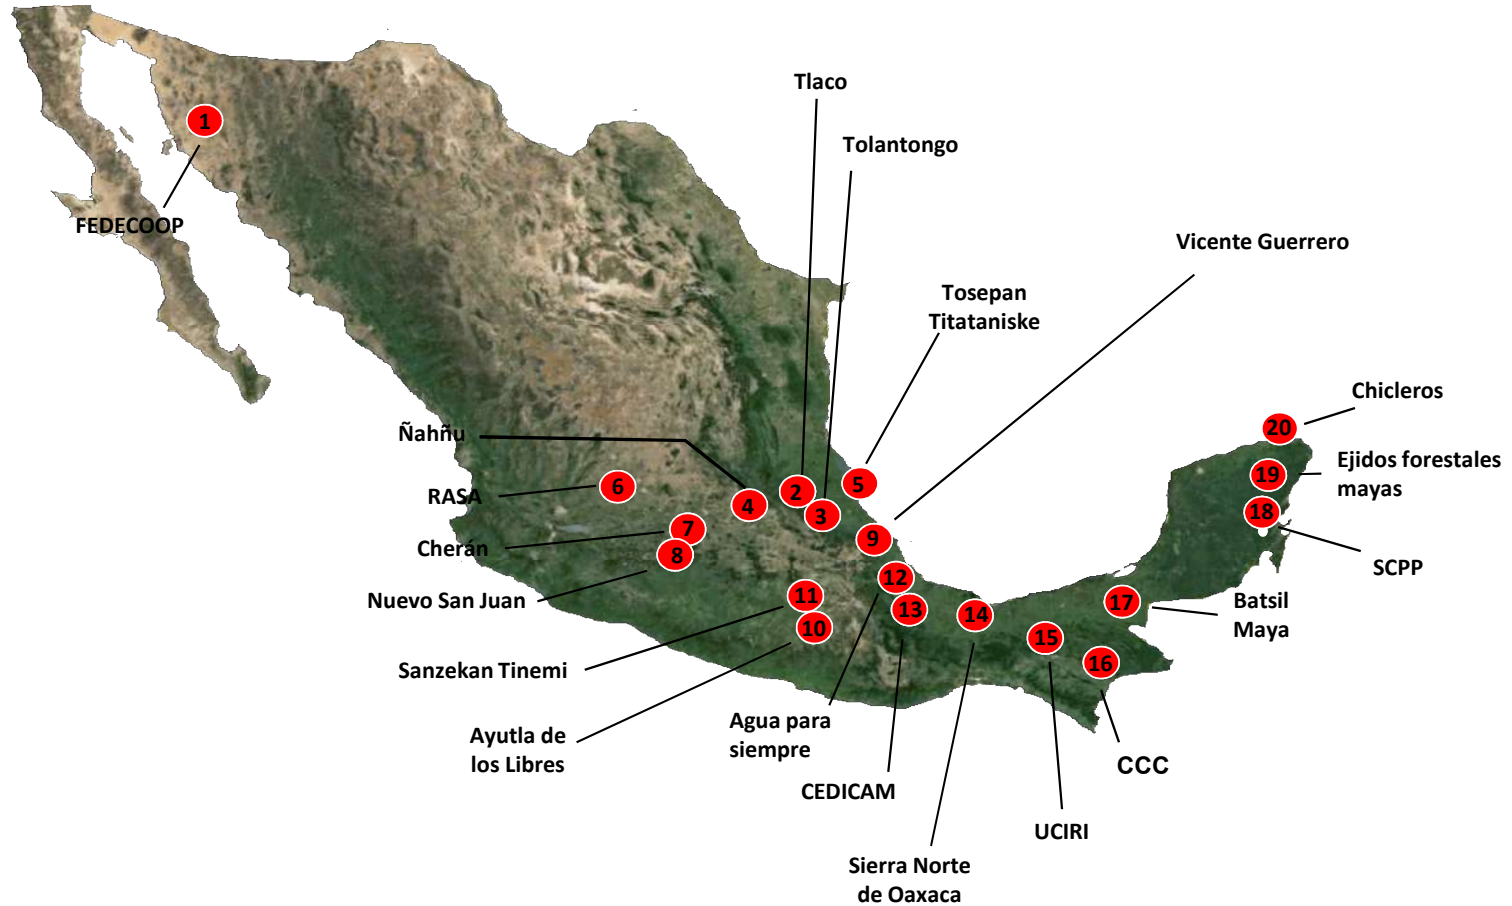 Tlaco
1
Tolantongo
FEDECOOP
Vicente Guerrero
Tosepan
Titataniske
Chicleros
20
Ñahñu
Ejidos forestales
mayas
19
RASA
6
2
5
4
3
18
7
Cherán
9
8
SCPP
12
Nuevo San Juan
11
13
17
Batsil
Maya
14
10
15
16
Sanzekan Tinemi
Agua para
siempre
Ayutla de
los Libres
CCC
CEDICAM
UCIRI
Sierra Norte
de Oaxaca